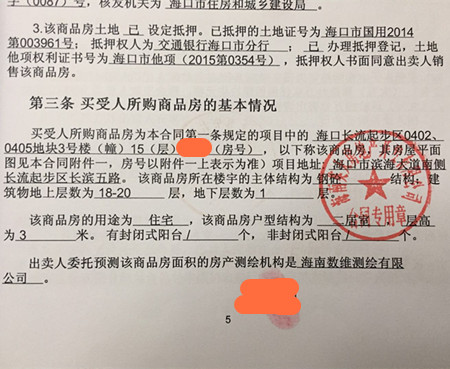 字（0087）号，核发机关为 海口市住房和城乡建设局 。
3.该商品房土地 已 设定抵押。已抵押的土地证号为 海口市国用2014
第003961号；抵押权人为 交通银行海口市分行 ； 已 办理抵押登记，土地
他项权利证书号为 海口市他项（2015第0354号），抵押权人书面同意出卖人销
售该商品房。
第三条 买受人所购商品房的基本情况
买受人所购商品房为本合同第一条规定的项目中的 海口长流起步区0402、
0405地块3号楼（幢）15（层）（房号），以下称该商品房，其房屋平面
图见本合同附件一，房号以附件一上表示为准）项目地址：海口市滨海大道南侧
长流起步区长滨五路。该商品房所在楼宇的主体结构为 结构，建
筑物地上层数为 18-20 层，地下层数为 1 层。
该商品房的用途为 住宅 ，该商品房户型结构为 居室 ，层高
为 3 米。有封闭式阳台 / 个，非封闭式阳台 / 个。
出卖人委托预测该商品房面积的房产测绘机构是 海南数维测绘有限
公司 。
合同专用章
5